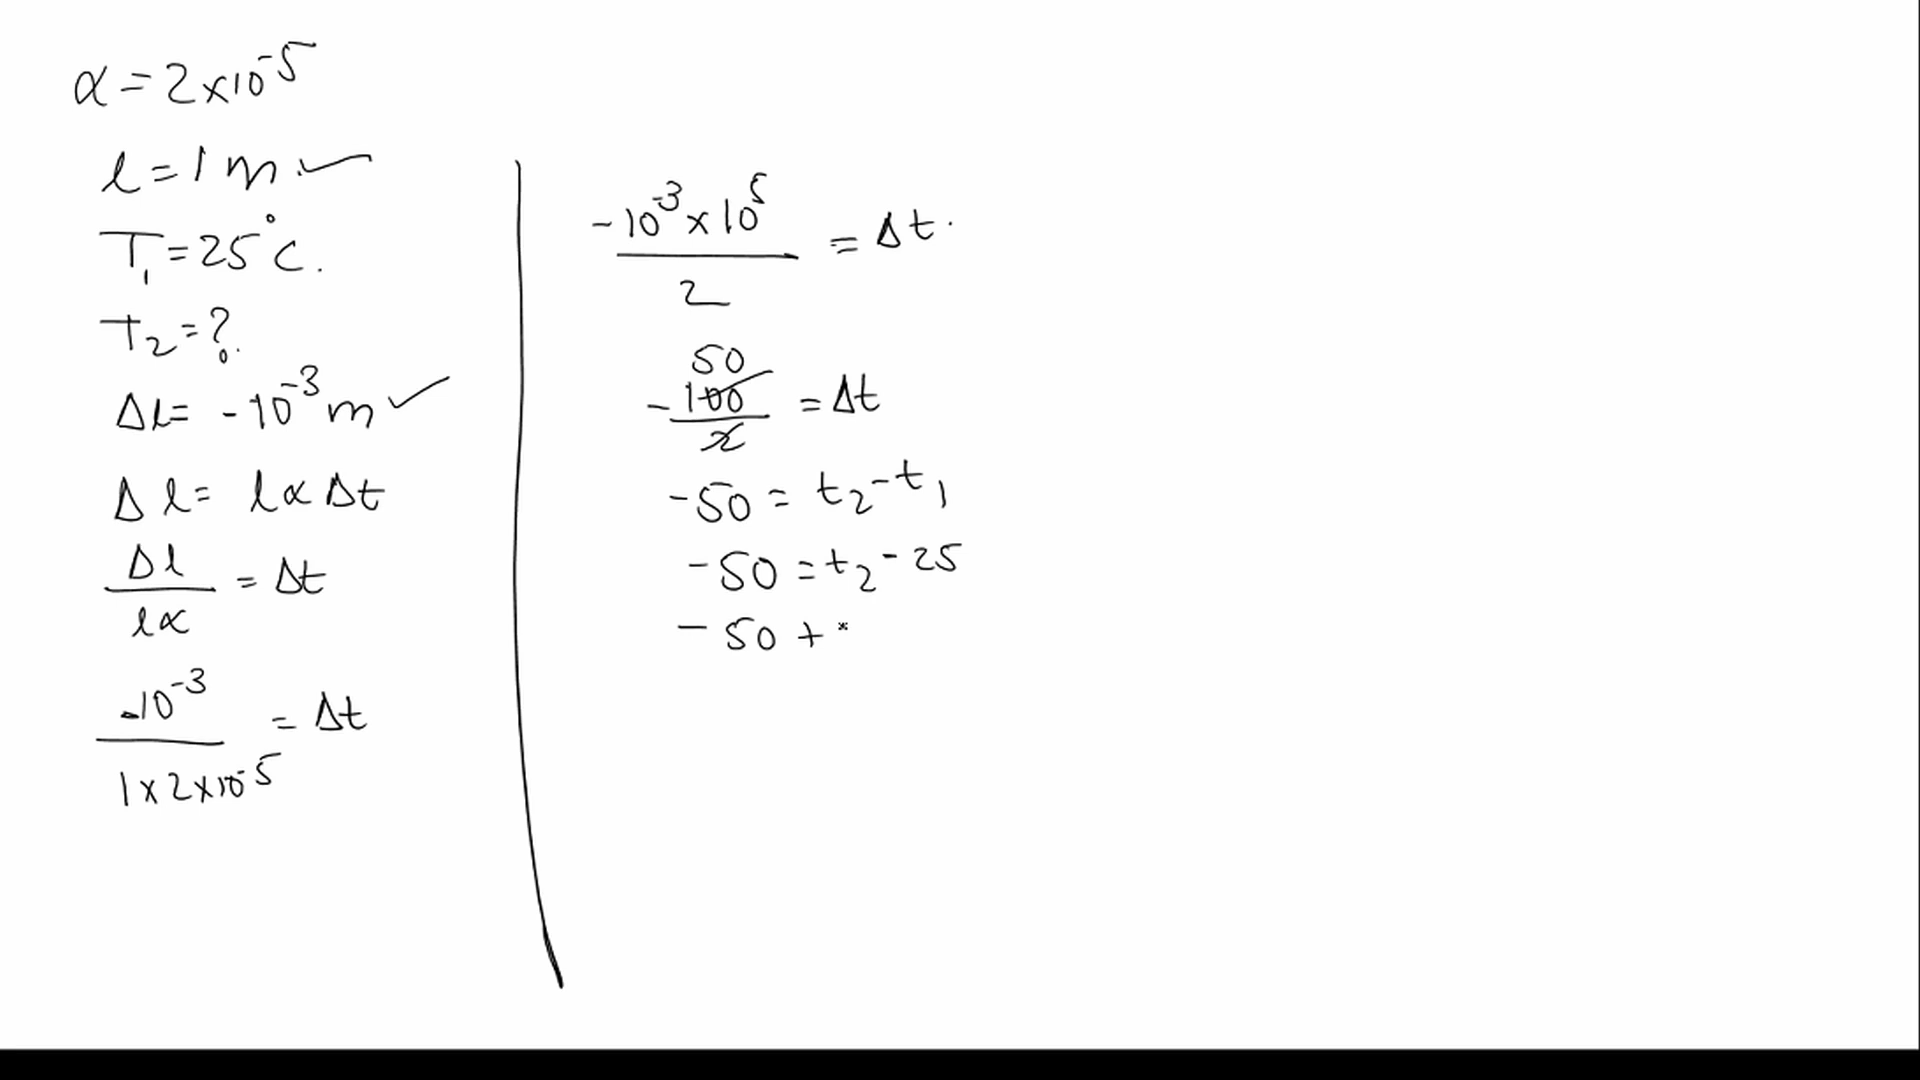 α = 2×10⁻⁵
l = 1 m ✓
T₁ = 25°C.
T₂ = ?
Δl = -10⁻³ m ✓
Δl = lαΔt
Δl/lα = Δt
-10⁻³/1×2×10⁻⁵ = Δt
-10⁻³×10⁵/2 = Δt.
50
-100/2 = Δt
-50 = t₂-t₁
-50 = t₂-25
-50 +